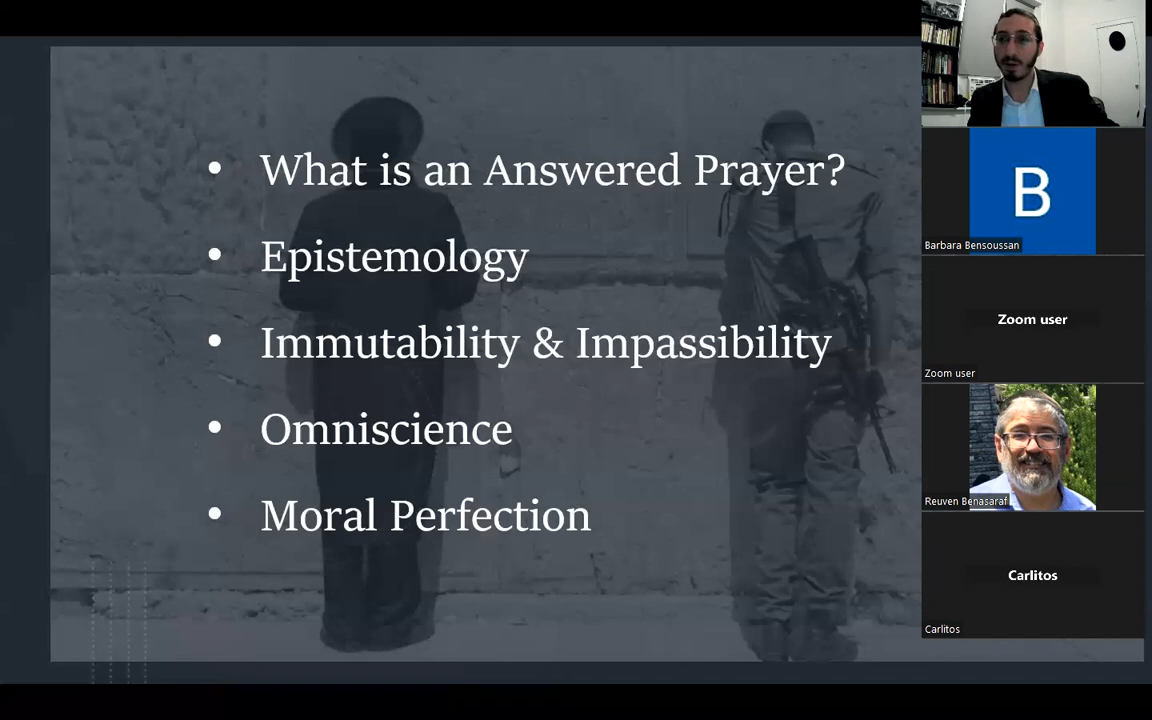 • What is an Answered Prayer?
• Epistemology
• Immutability & Impassibility
• Omniscience
• Moral Perfection
B
Barbara Bensoussan
Zoom user
Zoom user
Reuven Benasaraf
Carlitos
Carlitos